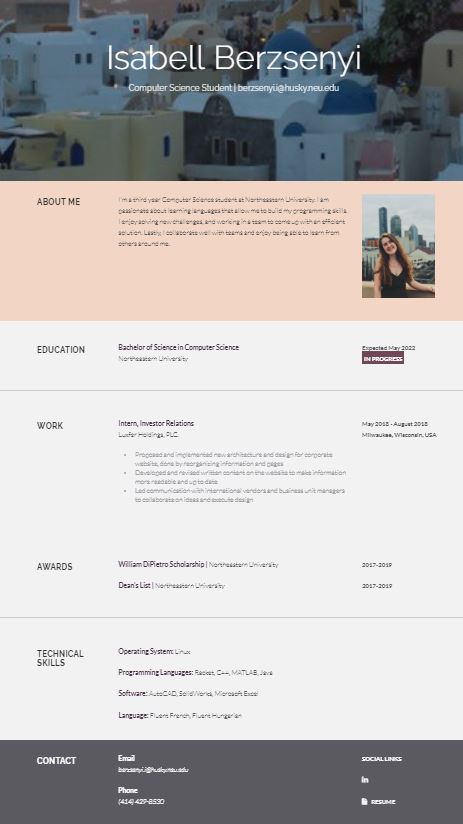 Isabell Berzsenyi
Computer Science Student | berzsenyi.i@husky.neu.edu
ABOUT ME
I'm a third year Computer Science student at Northeastern University. I am
passionate about learning languages that allow me to build my programming skills.
I enjoy solving new challenges, and working in a team to come up with an efficient
solution. Lastly, I collaborate well with teams and enjoy being able to learn from
others around me.
EDUCATION
Bachelor of Science in Computer Science
Northeastern University
Expected May 2022
IN PROGRESS
WORK
Intern, Investor Relations
Luxfer Holdings, PLC.
May 2018 - August 2018
Milwaukee, Wisconsin, USA
Proposed and implemented new architecture and design for corporate
website, done by reorganizing information and pages
Developed and revised written content on the website to make information
more readable and up to date
Led communication with international vendors and business unit managers
to collaborate on ideas and execute design
AWARDS
William DiPietro Scholarship | Northeastern University
2017-2019
Dean's List | Northeastern University
2017-2019
TECHNICAL
SKILLS
Operating System: Linux
Programming Languages: Racket, C++, MATLAB, Java
Software: AutoCAD, SolidWorks, Microsoft Excel
Language: Fluent French, Fluent Hungarian
CONTACT
Email
berzsenyi.i@husky.neu.edu
Phone
(414) 429-8530
SOCIAL LINKS
in
RESUME